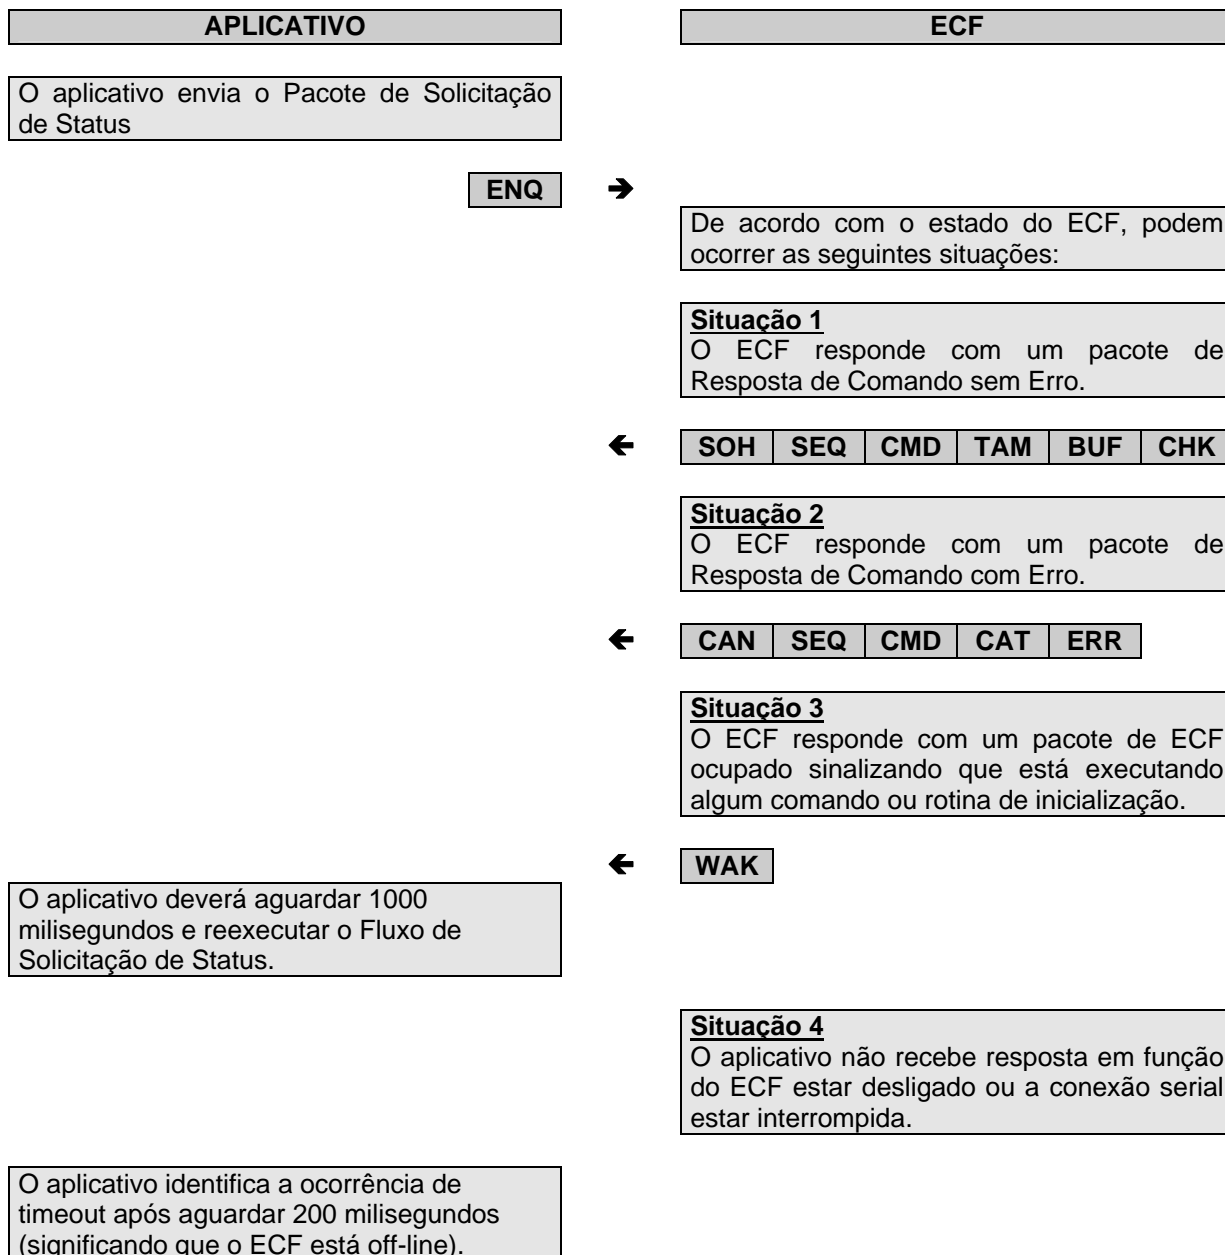 APLICATIVO
ECF
O aplicativo envia o Pacote de Solicitação
de Status
ENQ
De acordo com o estado do ECF, podem
ocorrer as seguintes situações:
Situação 1
O ECF responde com um pacote de
Resposta de Comando sem Erro.
SOH SEQ CMD TAM BUF CHK
Situação 2
O ECF responde com um pacote de
Resposta de Comando com Erro.
CAN SEQ CMD CAT ERR
Situação 3
O ECF responde com um pacote de ECF
ocupado sinalizando que está executando
algum comando ou rotina de inicialização.
WAK
O aplicativo deverá aguardar 1000
milisegundos e reexecutar o Fluxo de
Solicitação de Status.
Situação 4
O aplicativo não recebe resposta em função
do ECF estar desligado ou a conexão serial
estar interrompida.
O aplicativo identifica a ocorrência de
timeout após aguardar 200 milisegundos
(significando que o ECF está off-line).